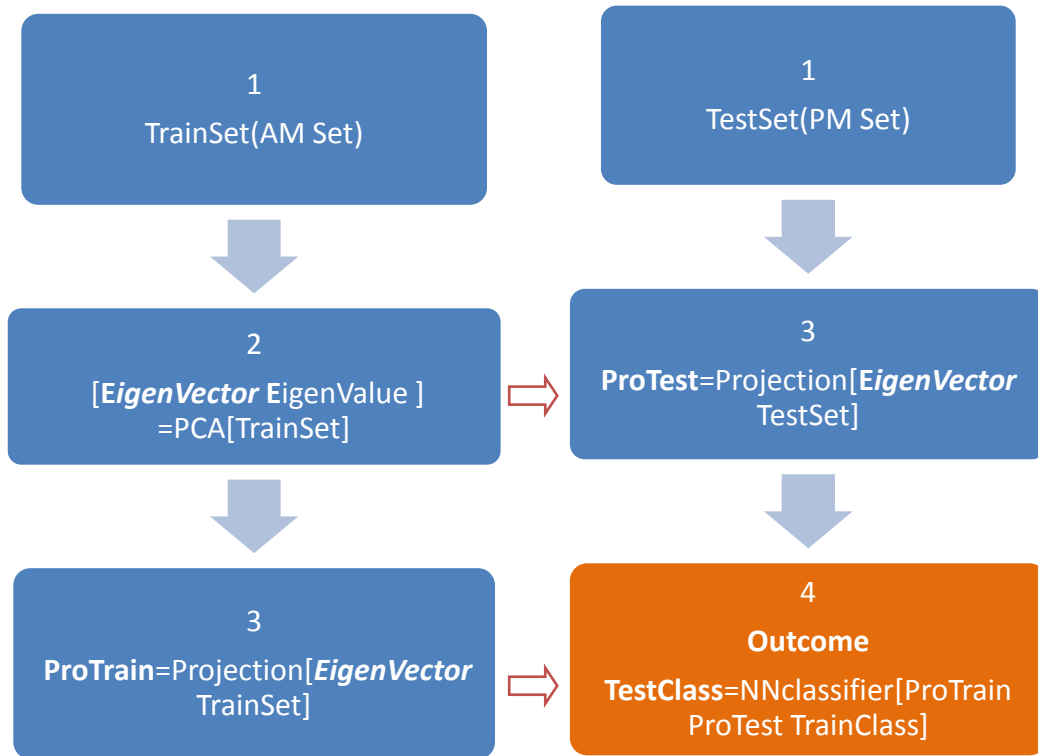 1
TrainSet(AM Set)
1
TestSet(PM Set)
2
[EigenVector EigenValue ]
=PCA[TrainSet]
3
ProTest=Projection[EigenVector
TestSet]
3
ProTrain=Projection[EigenVector
TrainSet]
4
Outcome
TestClass=NNclassifier[ProTrain
ProTest TrainClass]